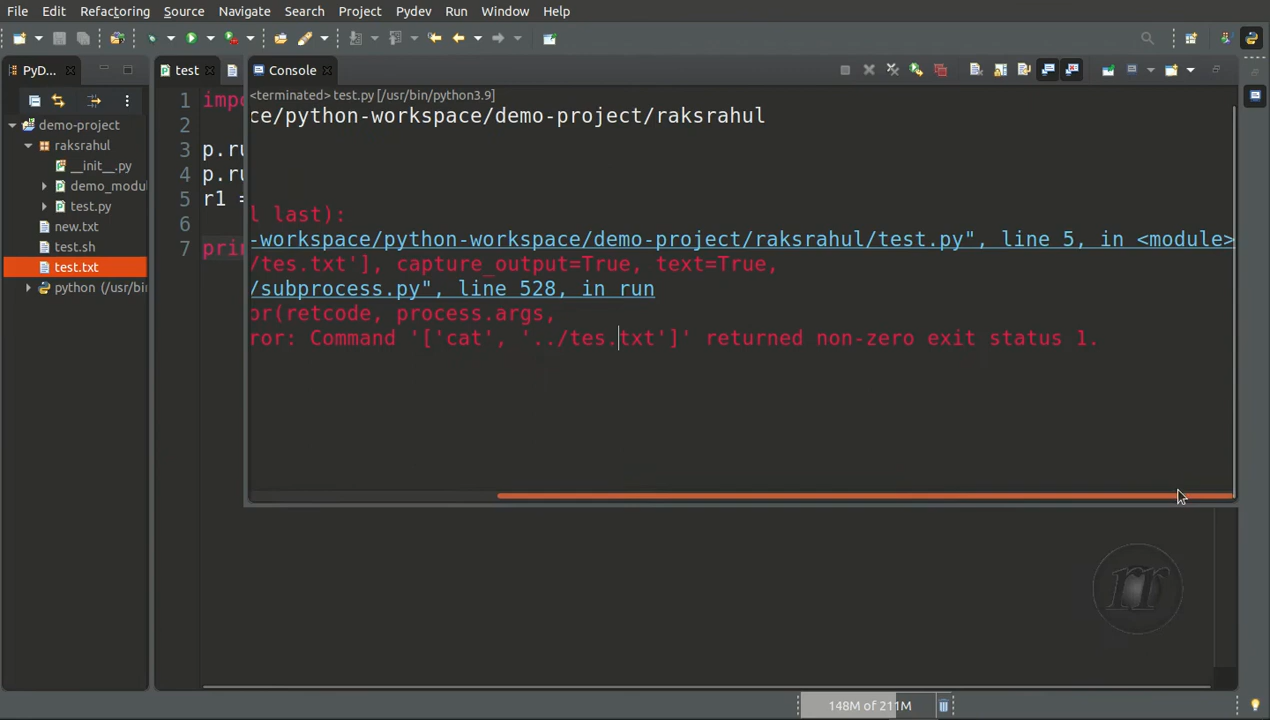 File Edit Refactoring Source Navigate Search Project Pydev Run Window Help
PyD...
test
Console
<terminated> test.py [/usr/bin/python3.9]
ce/python-workspace/demo-project/raksrahul
l last):
-workspace/python-workspace/demo-project/raksrahul/test.py", line 5, in <module>
/tes.txt'], capture_output=True, text=True,
/subprocess.py", line 528, in run
or(retcode, process.args,
ror: Command '['cat', '../tes.txt']' returned non-zero exit status 1.
demo-project
raksrahul
__init__.py
demo_modu
test.py
new.txt
test.sh
test.txt
python (/usr/bi
1 impo
2
3 p.ru
4 p.ru
5 r1 =
6
7 prin
rr
148M of 211M